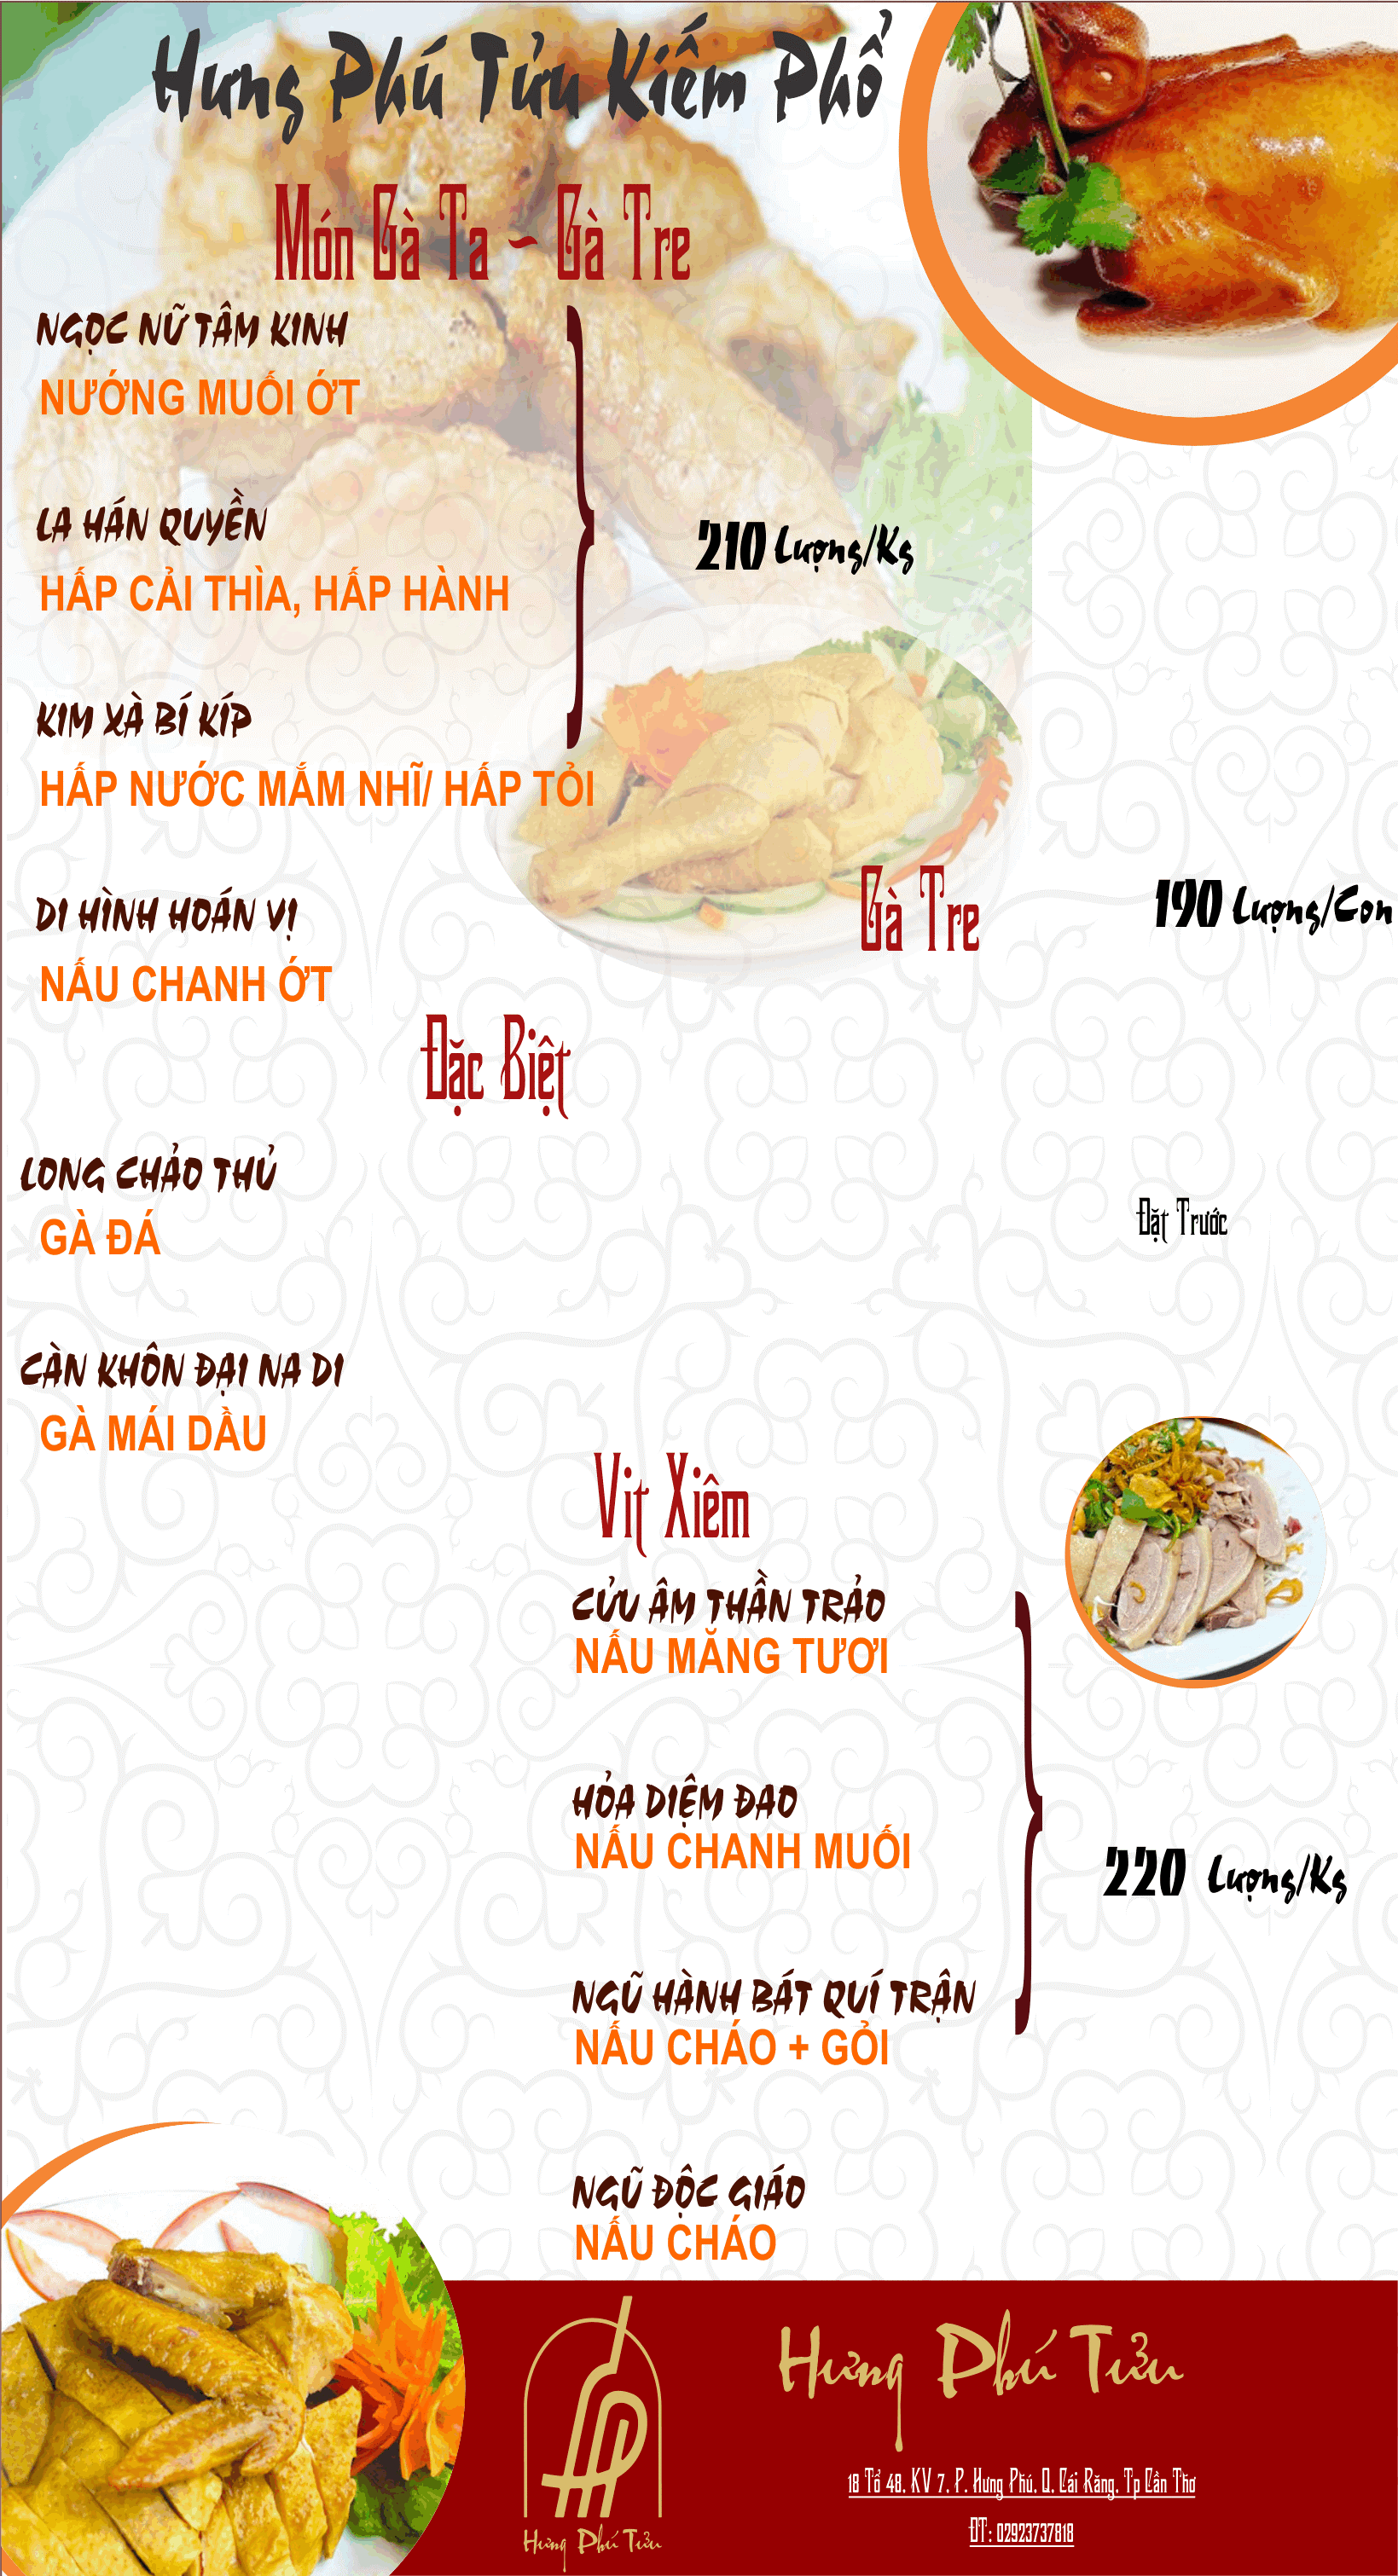 Hưng Phú Tửu Kiếm Phổ
Món Gà Ta ~ Gà Tre
NGỌC NỮ TÂM KINH
NƯỚNG MUỐI ỚT
LA HÁN QUYỀN
HẤP CẢI THÌA, HẤP HÀNH
210 Lượng/Kg
KIM XÀ BÍ KÍP
HẤP NƯỚC MẮM NHĨ/ HẤP TỎI
DI HÌNH HOÁN VỊ
NẤU CHANH ỚT
Gà Tre
190 Lượng/Con
Đặc Biệt
LONG CHẢO THỦ
GÀ ĐÁ
Đặt Trước
CÀN KHÔN ĐẠI NA DI
GÀ MÁI DẦU
Vịt Xiêm
CỬU ÂM THẦN TRẢO
NẤU MĂNG TƯƠI
HỎA DIỆM ĐAO
NẤU CHANH MUỐI
220 Lượng/Kg
NGŨ HÀNH BÁT QUÍ TRẬN
NẤU CHÁO + GỎI
NGŨ ĐỘC GIÁO
NẤU CHÁO
Hưng Phú Tửu
Hưng Phú Tửu
18 Tổ 48, KV 7, P. Hưng Phú, Q. Cái Răng, Tp Cần Thơ
ĐT: 02923737818